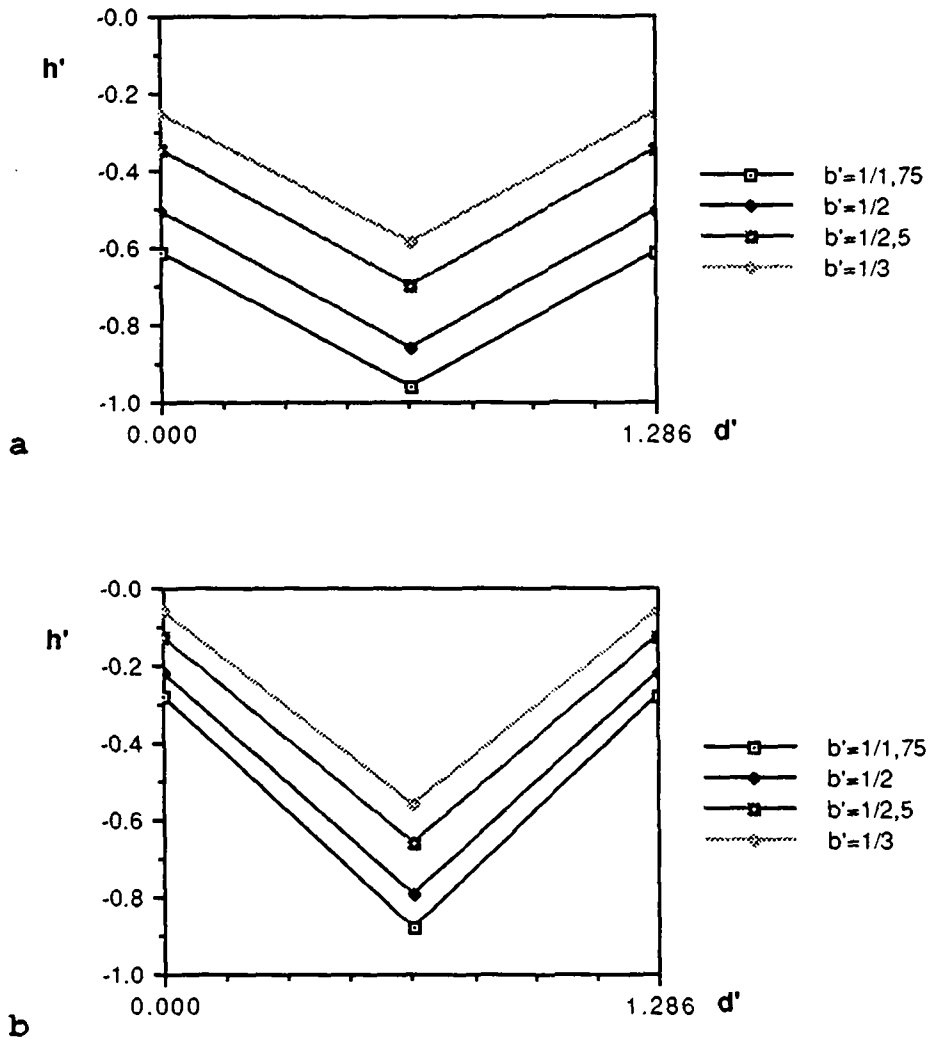 -0.0
h'
-0.2
-0.4
-0.6
-0.8
-1.0
0.000
1.286
d'
b'=1/1,75
b'=1/2
b'=1/2,5
b'=1/3
a
-0.0
h'
-0.2
-0.4
-0.6
-0.8
-1.0
0.000
1.286
d'
b'=1/1,75
b'=1/2
b'=1/2,5
b'=1/3
b